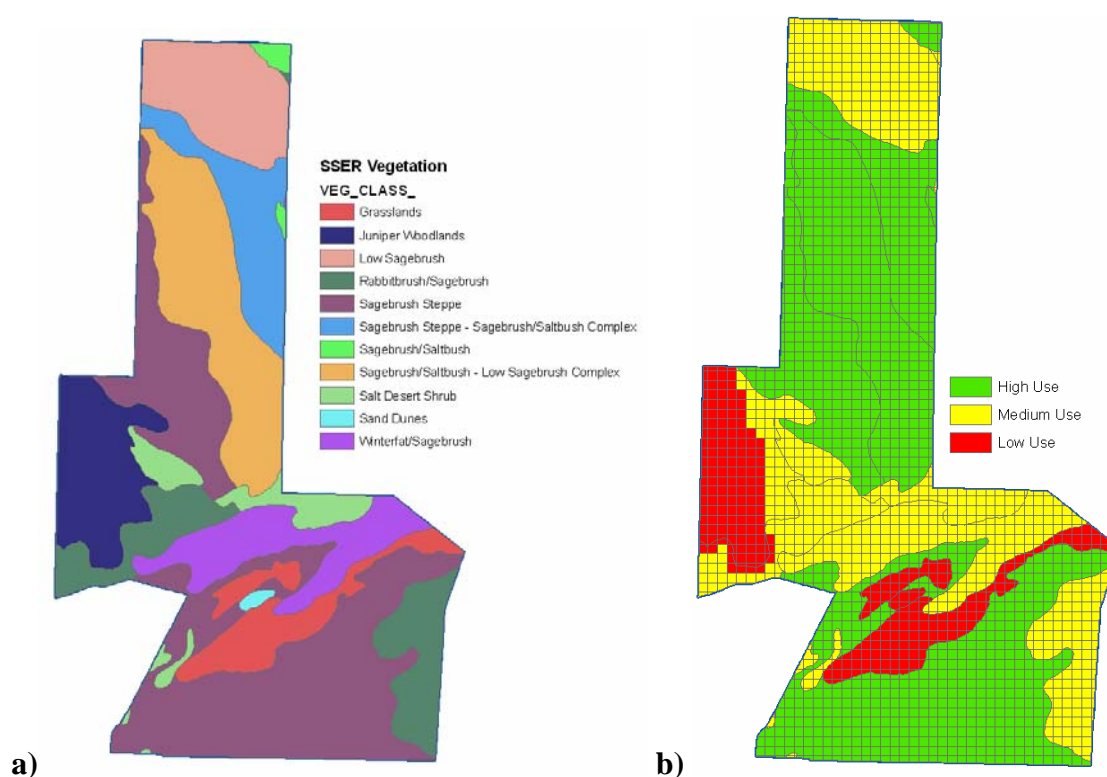 SSER Vegetation
VEG_CLASS_
Grasslands
Juniper Woodlands
Low Sagebrush
Rabbitbrush/Sagebrush
Sagebrush Steppe
Sagebrush Steppe - Sagebrush/Saltbush Complex
Sagebrush/Saltbush
Sagebrush/Saltbush - Low Sagebrush Complex
Salt Desert Shrub
Sand Dunes
Winterfat/Sagebrush
a)
High Use
Medium Use
Low Use
b)